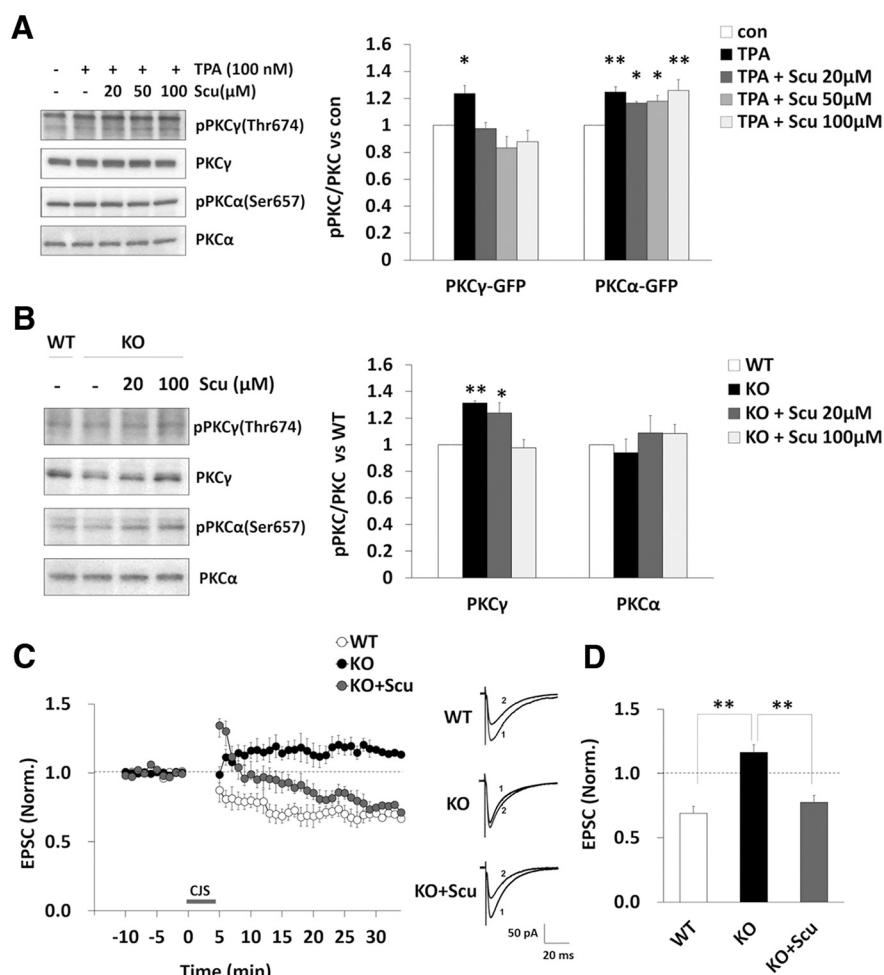 A
- + + + + TPA (100 nM)
- - 20 50 100 Scu(μM)
pPKCγ(Thr674)
PKCγ
pPKCα(Ser657)
PKCα
pPKC/PKC vs con
1.6
1.4
1.2
1
0.8
0.6
0.4
0.2
0
*
** * * **
PKCγ-GFP PKCα-GFP
con
TPA
TPA + Scu 20μM
TPA + Scu 50μM
TPA + Scu 100μM
B
WT KO
- - 20 100 Scu (μM)
pPKCγ(Thr674)
PKCγ
pPKCα(Ser657)
PKCα
pPKC/PKC vs WT
1.6
1.4
1.2
1
0.8
0.6
0.4
0.2
0
** *
PKCγ PKCα
WT
KO
KO + Scu 20μM
KO + Scu 100μM
C
WT
KO
KO+Scu
EPSC (Norm.)
1.5
1.0
0.5
0.0
CJS
-10 -5 0 5 10 15 20 25 30
Time (min)
WT
2
1
KO
1
2
KO+Scu
2
1
50 pA
20 ms
D
EPSC (Norm.)
1.5
1.0
0.5
0.0
** **
WT KO KO+Scu